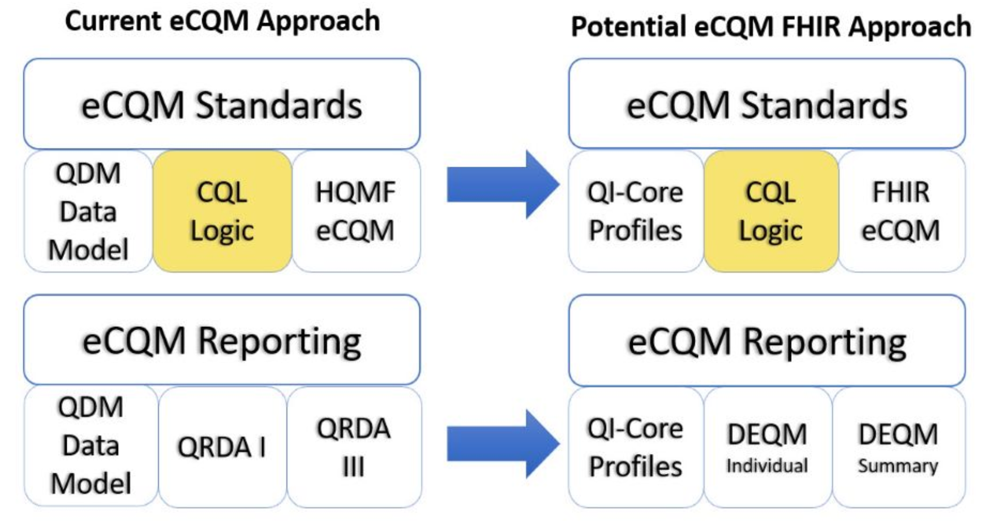 Current eCQM Approach
eCQM Standards
QDM
Data
Model
CQL
Logic
HQMF
eCQM
eCQM Reporting
QDM
Data
Model
QRDA I
QRDA
III
Potential eCQM FHIR Approach
eCQM Standards
QI-Core
Profiles
CQL
Logic
FHIR
eCQM
eCQM Reporting
QI-Core
Profiles
DEQM
Individual
DEQM
Summary